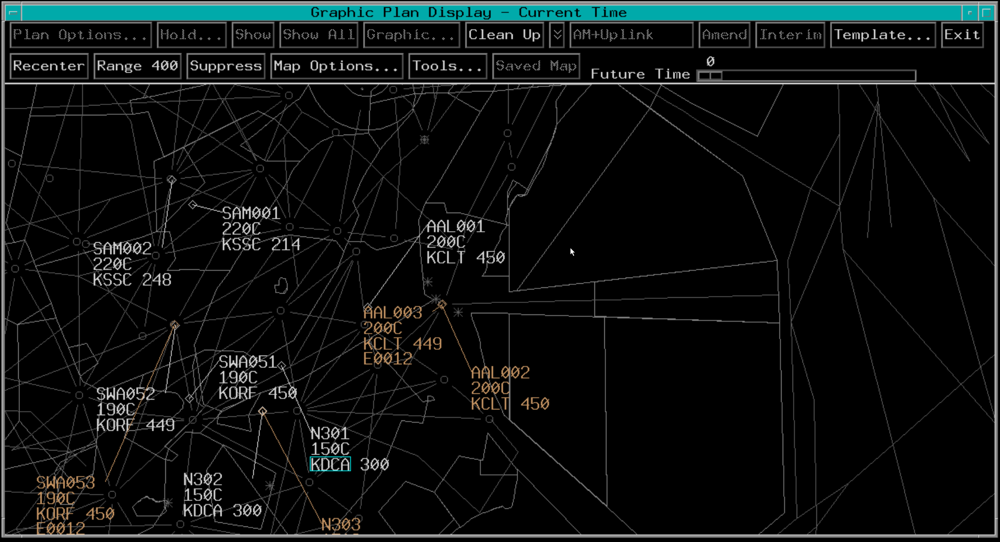 Graphic Plan Display - Current Time
Plan Options... Hold... Show Show All Graphic... Clean Up AM+Uplink Amend Interim Template... Exit
Recenter Range 400 Suppress Map Options... Tools... Saved Map Future Time 0
SAM001
220C
KSSC 214
AAL001
200C
KCLT 450
SAM002
220C
KSSC 248
AAL003
200C
KCLT 449
E0012
SWA051
190C
KORF 450
AAL002
200C
KCLT 450
SWA052
190C
KORF 449
N301
150C
KDCA 300
N302
150C
KDCA 300
SWA053
190C
KORF 450
E0012
N303